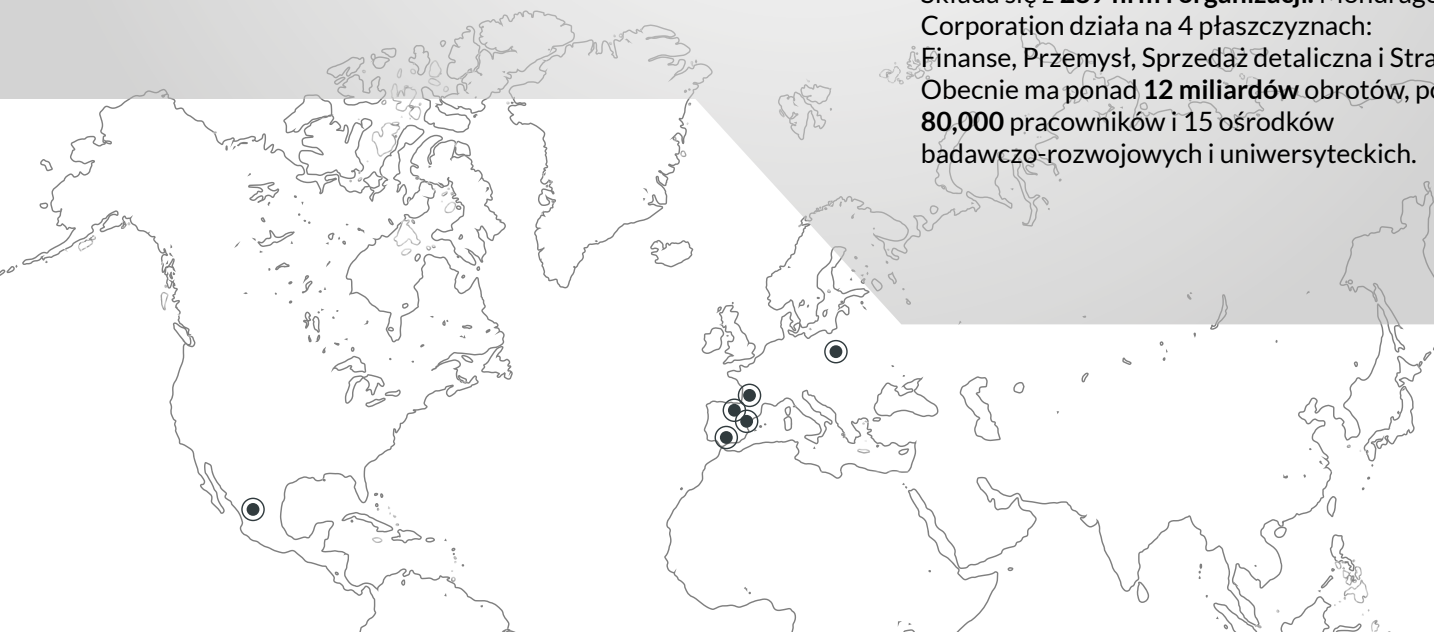 Corporation działa na 4 płaszczyznach:
Finanse, Przemysł, Sprzedaż detaliczna i
Obecnie ma ponad 12 miliardów obrotów,
80,000 pracowników i 15 ośrodków
badawczo-rozwojowych i uniwersyteckich.